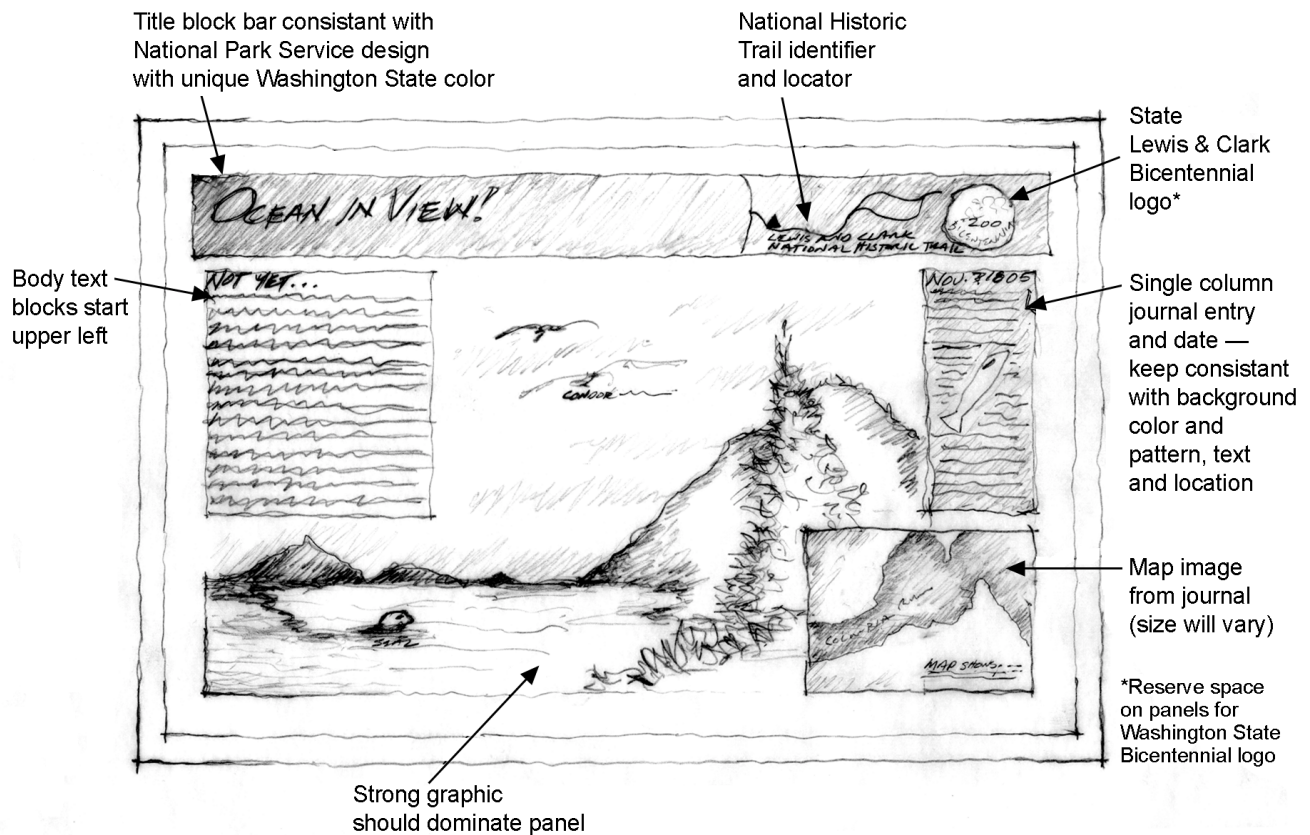 Title block bar consistant with
National Park Service design
with unique Washington State color
National Historic
Trail identifier
and locator
State
Lewis & Clark
Bicentennial
logo*
OCEAN IN VIEW!
LEWIS AND CLARK
NATIONAL HISTORIC TRAIL
200
BICENTENNIAL
Body text
blocks start
upper left
NOT YET...
NOV. 7 1805
Single column
journal entry
and date —
keep consistant
with background
color and
pattern, text
and location
CONDOR
SEAL
COLUMBIA
MAP SHOWS...
Map image
from journal
(size will vary)
*Reserve space
on panels for
Washington State
Bicentennial logo
Strong graphic
should dominate panel